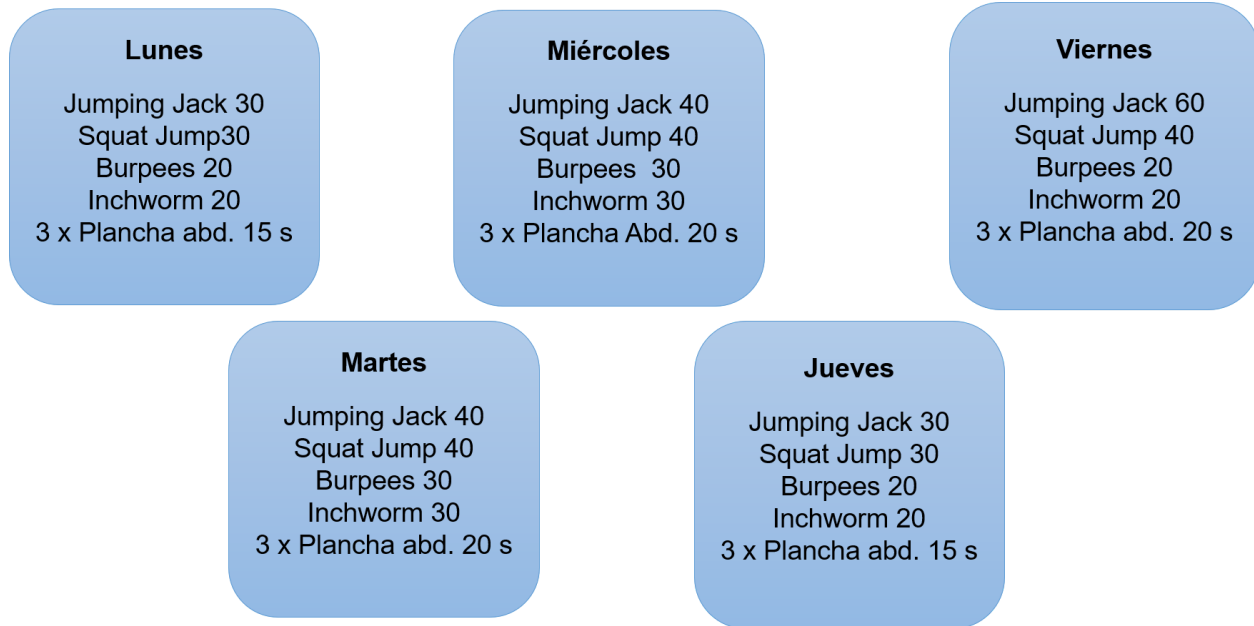 Lunes
Jumping Jack 30
Squat Jump30
Burpees 20
Inchworm 20
3 x Plancha abd. 15 s
Miércoles
Jumping Jack 40
Squat Jump 40
Burpees  30
Inchworm 30
3 x Plancha Abd. 20 s
Viernes
Jumping Jack 60
Squat Jump 40
Burpees 20
Inchworm 20
3 x Plancha abd. 20 s
Martes
Jumping Jack 40
Squat Jump 40
Burpees 30
Inchworm 30
3 x Plancha abd. 20 s
Jueves
Jumping Jack 30
Squat Jump 30
Burpees 20
Inchworm 20
3 x Plancha abd. 15 s